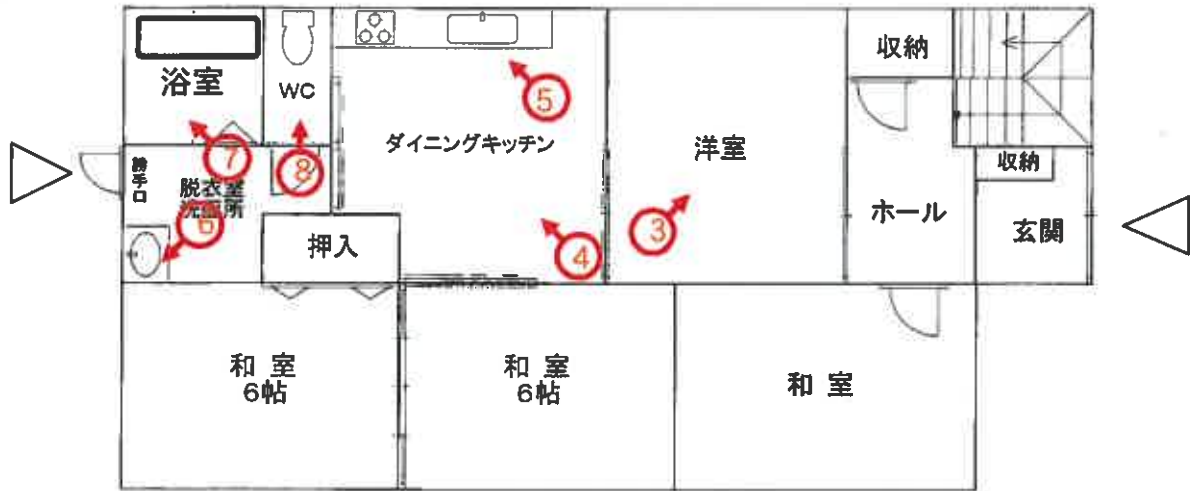 収納
浴室
WC
⑤
ダイニングキッチン
洋室
⑦
⑧
収納
勝手口
脱衣室
洗面所
⑥
③
ホール
玄関
押入
④
和室
6帖
和室
6帖
和室